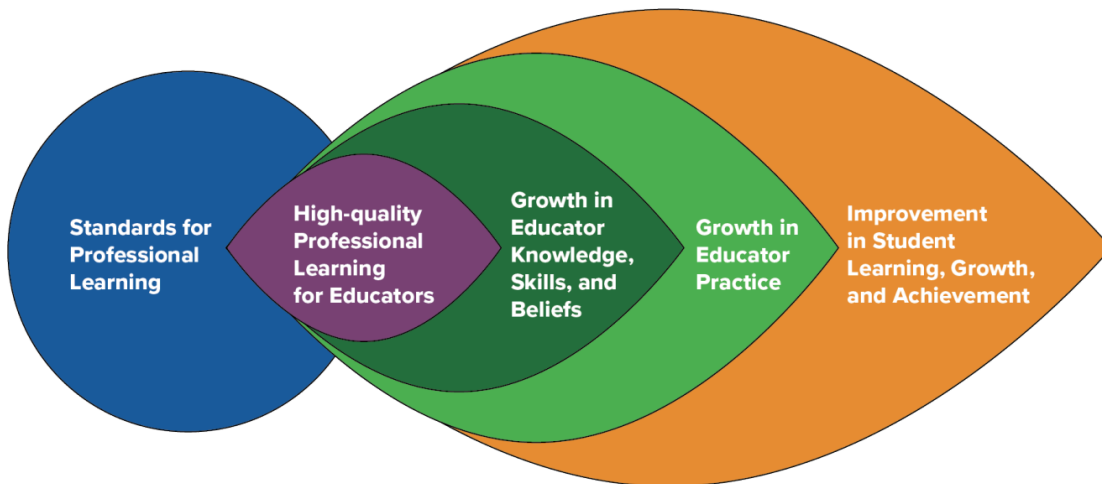 Standards for
Professional
Learning
High-quality
Professional
Learning
for Educators
Growth in
Educator
Knowledge,
Skills, and
Beliefs
Growth in
Educator
Practice
Improvement
in Student
Learning, Growth,
and Achievement